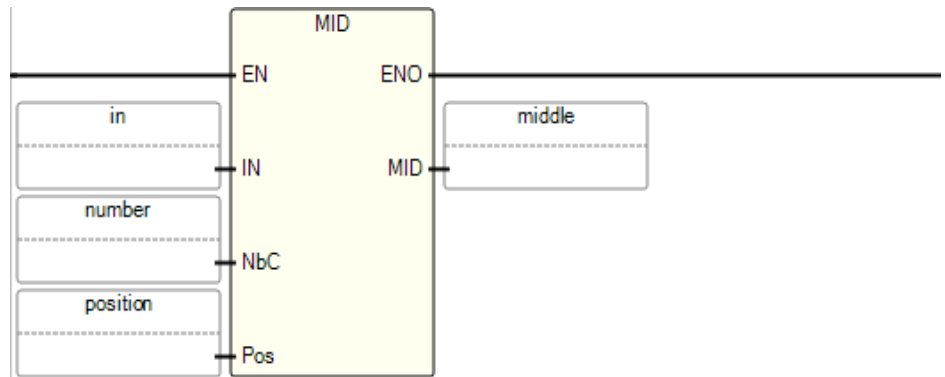 MID
EN ENO
in middle
IN MID
number
NbC
position
Pos